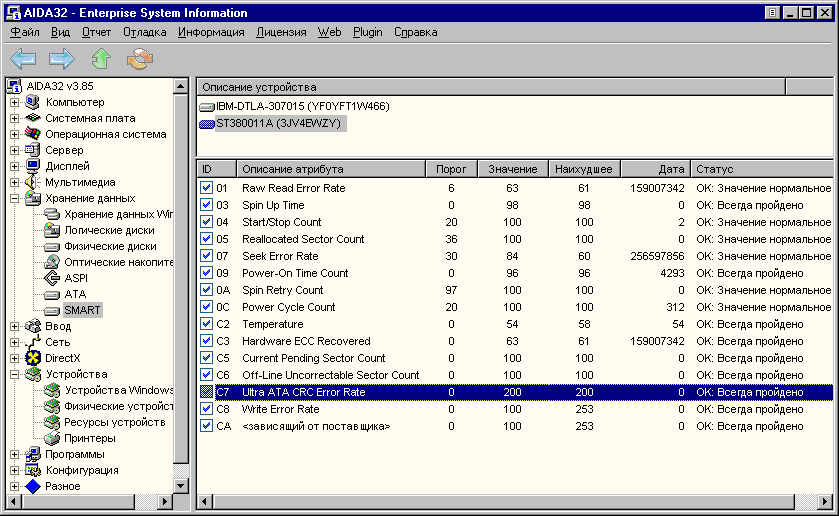 AIDA32 - Enterprise System Information
Файл Вид Отчет Отладка Информация Лицензия Web Plugin Справка
AIDA32 v3.85
Компьютер
Системная плата
Операционная система
Сервер
Дисплей
Мультимедиа
Хранение данных
Хранение данных Wir
Логические диски
Физические диски
Оптические накопите
ASPI
ATA
SMART
Ввод
Сеть
DirectX
Устройства
Устройства Windows
Физические устройст
Ресурсы устройств
Принтеры
Программы
Конфигурация
Разное
Описание устройства
IBM-DTLA-307015 (YF0YFT1W466)
ST380011A (3JV4EWZY)
ID Описание атрибута Порог Значение Наихудшее Дата Статус
01 Raw Read Error Rate 6 63 61 159007342 OK: Значение нормальное
03 Spin Up Time 0 98 98 0 OK: Всегда пройдено
04 Start/Stop Count 20 100 100 2 OK: Значение нормальное
05 Reallocated Sector Count 36 100 100 0 OK: Значение нормальное
07 Seek Error Rate 30 84 60 256597856 OK: Значение нормальное
09 Power-On Time Count 0 96 96 4293 OK: Всегда пройдено
0A Spin Retry Count 97 100 100 0 OK: Значение нормальное
0C Power Cycle Count 20 100 100 312 OK: Значение нормальное
C2 Temperature 0 54 58 54 OK: Всегда пройдено
C3 Hardware ECC Recovered 0 63 61 159007342 OK: Всегда пройдено
C5 Current Pending Sector Count 0 100 100 0 OK: Всегда пройдено
C6 Off-Line Uncorrectable Sector Count 0 100 100 0 OK: Всегда пройдено
C7 Ultra ATA CRC Error Rate 0 200 200 0 OK: Всегда пройдено
C8 Write Error Rate 0 100 253 0 OK: Всегда пройдено
CA <зависящий от поставщика> 0 100 253 0 OK: Всегда пройдено